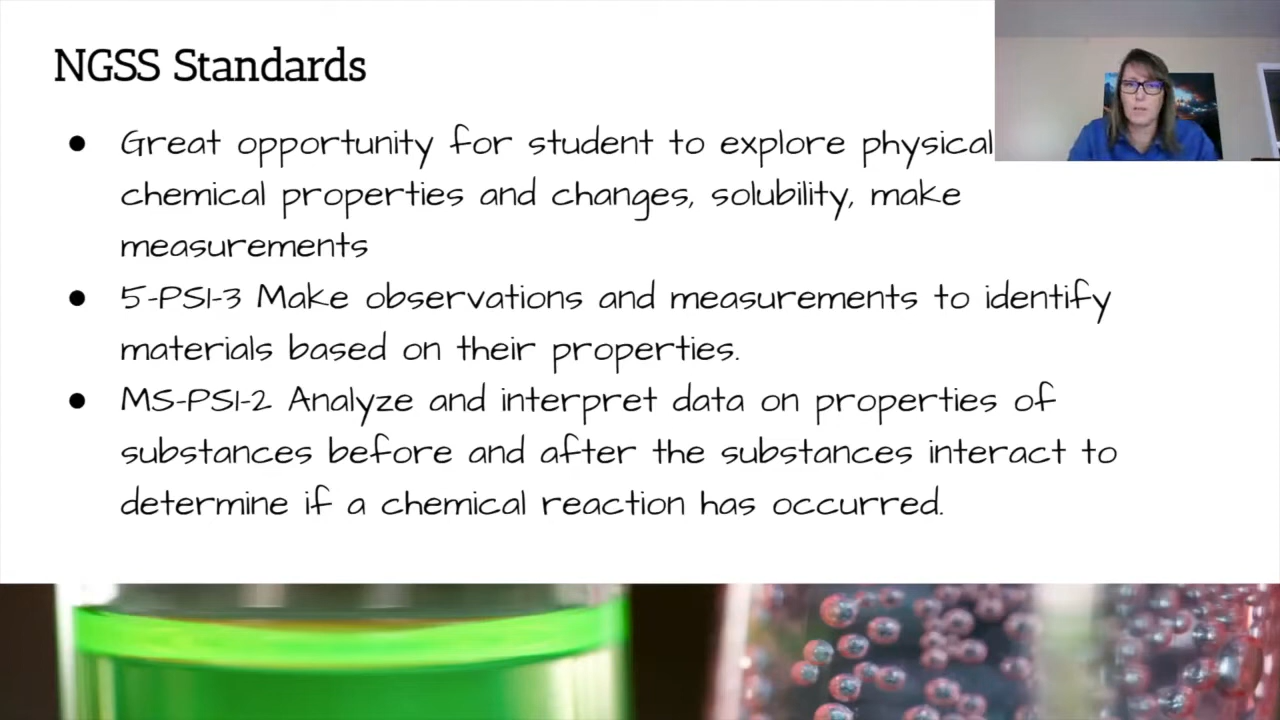 NGSS Standards
● Great opportunity for student to explore physical
chemical properties and changes, solubility, make
measurements
● 5-PS1-3 Make observations and measurements to identify
materials based on their properties.
● MS-PS1-2 Analyze and interpret data on properties of
substances before and after the substances interact to
determine if a chemical reaction has occurred.